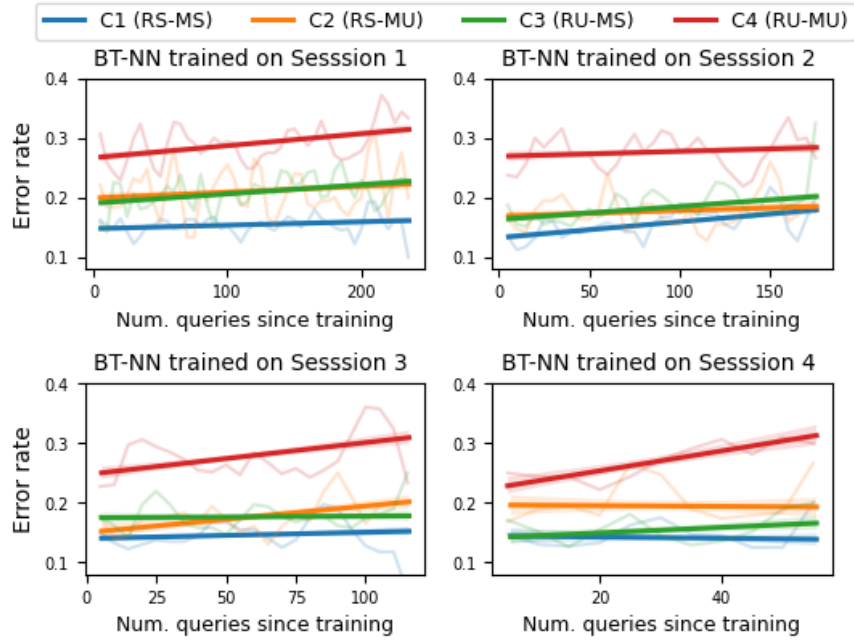 C1 (RS-MS) C2 (RS-MU) C3 (RU-MS) C4 (RU-MU)
BT-NN trained on Sesssion 1
BT-NN trained on Sesssion 2
Error rate
0.4
0.3
0.2
0.1
0 100 200
Num. queries since training
0.4
0.3
0.2
0.1
0 50 100 150
Num. queries since training
BT-NN trained on Sesssion 3
BT-NN trained on Sesssion 4
Error rate
0.4
0.3
0.2
0.1
0 25 50 75 100
Num. queries since training
0.4
0.3
0.2
0.1
20 40
Num. queries since training